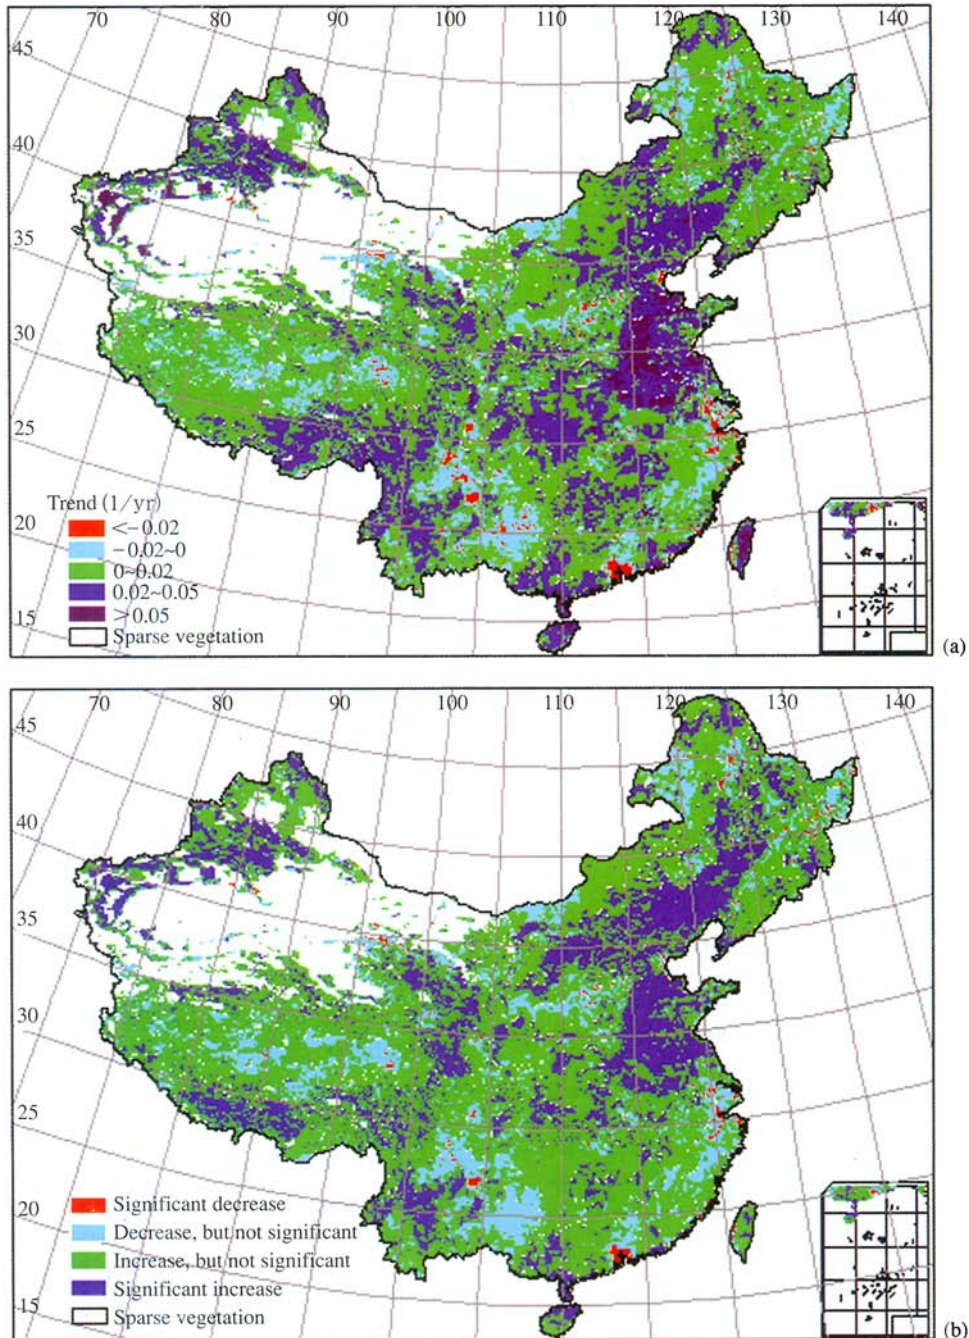 70 80 90 100 110 120 130 140
45
40
35
30
25
20
15
Trend (1/yr)
<−0.02
−0.02~0
0~0.02
0.02~0.05
>0.05
Sparse vegetation
(a)
70 80 90 100 110 120 130 140
45
40
35
30
25
20
15
Significant decrease
Decrease, but not significant
Increase, but not significant
Significant increase
Sparse vegetation
(b)